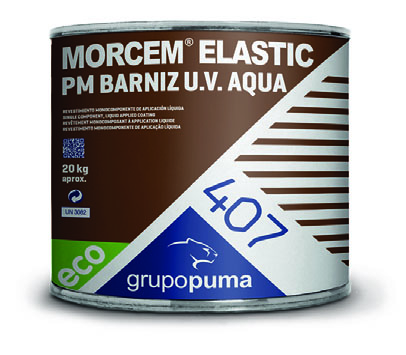 MORCEM® ELASTIC
PM BARNIZ U.V. AQUA
REVESTIMIENTO MONOCOMPONENTE DE APLICACIÓN LÍQUIDA
SINGLE COMPONENT, LIQUID APPLIED COATING
REVÊTEMENT MONOCOMPOSANT À APPLICATION LIQUIDE
REVESTIMENTO MONOCOMPONENTE DE APLICAÇÃO LÍQUIDA
20 kg
aprox.
UN 3082
407
eco
grupopuma